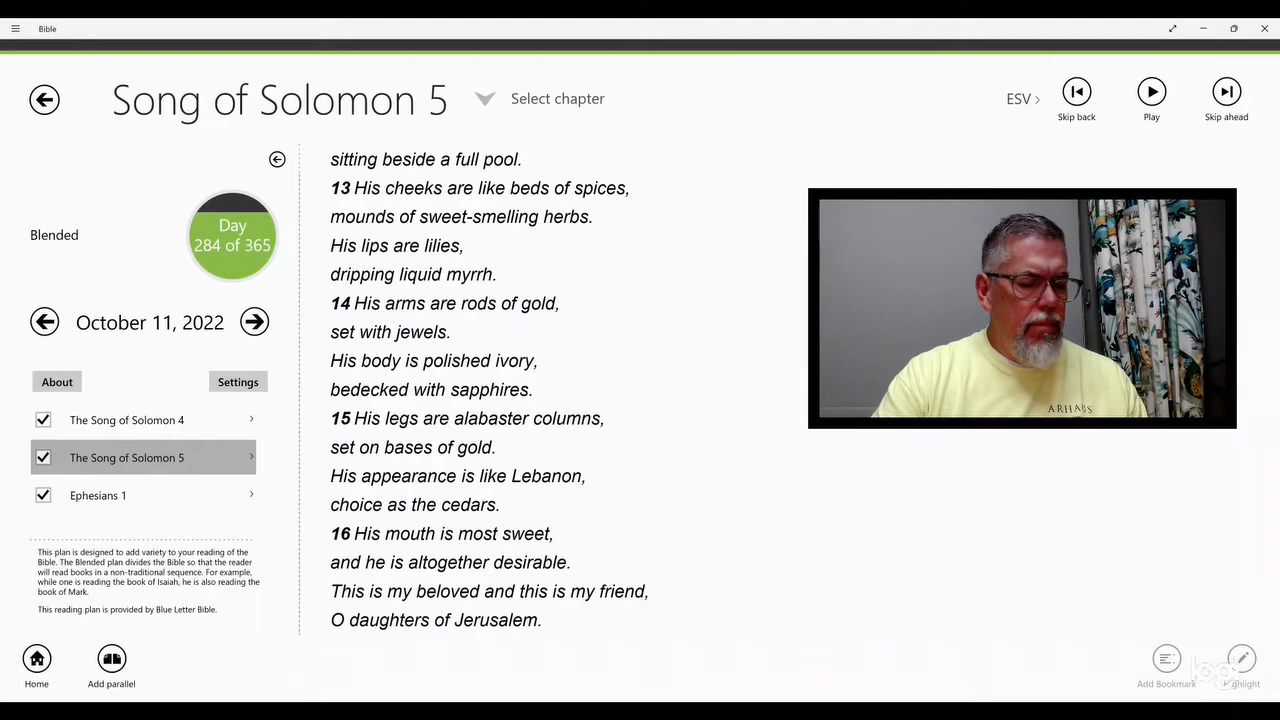 Bible
Song of Solomon 5
Select chapter
ESV
Skip back
Play
Skip ahead
Blended
Day
284 of 365
October 11, 2022
About
Settings
The Song of Solomon 4
The Song of Solomon 5
Ephesians 1
This plan is designed to add variety to your reading of the
Bible. The Blended plan divides the Bible so that the reader
will read books in a non-traditional sequence. For example,
while one is reading the book of Isaiah, he is also reading the
book of Mark.
This reading plan is provided by Blue Letter Bible.
sitting beside a full pool.
13 His cheeks are like beds of spices,
mounds of sweet-smelling herbs.
His lips are lilies,
dripping liquid myrrh.
14 His arms are rods of gold,
set with jewels.
His body is polished ivory,
bedecked with sapphires.
15 His legs are alabaster columns,
set on bases of gold.
His appearance is like Lebanon,
choice as the cedars.
16 His mouth is most sweet,
and he is altogether desirable.
This is my beloved and this is my friend,
O daughters of Jerusalem.
ARHAUS
Home
Add parallel
Add Bookmark
Highlight